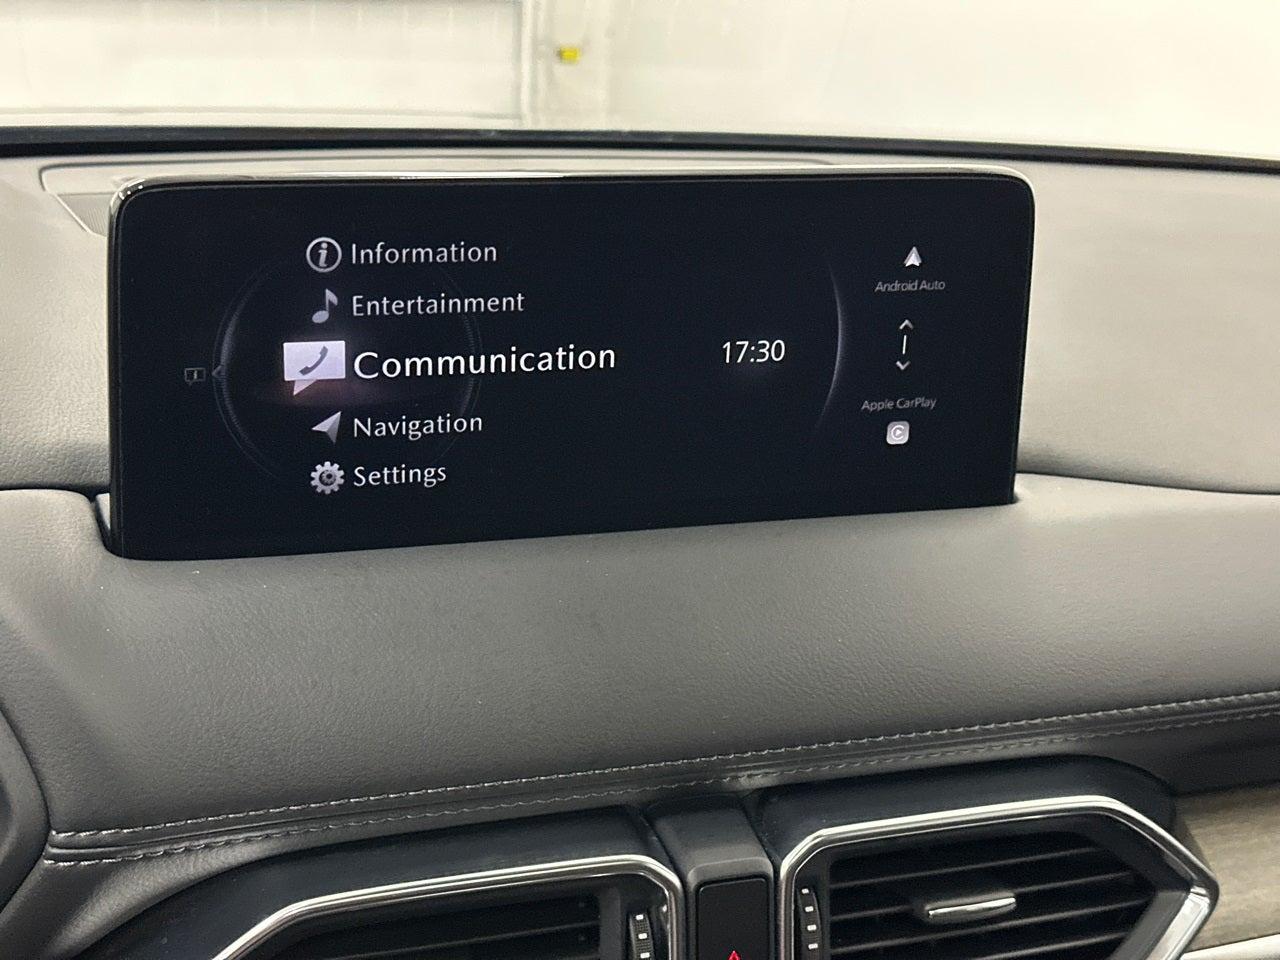 Information
Entertainment
Communication
17:30
Navigation
Settings
Android Auto
Apple CarPlay